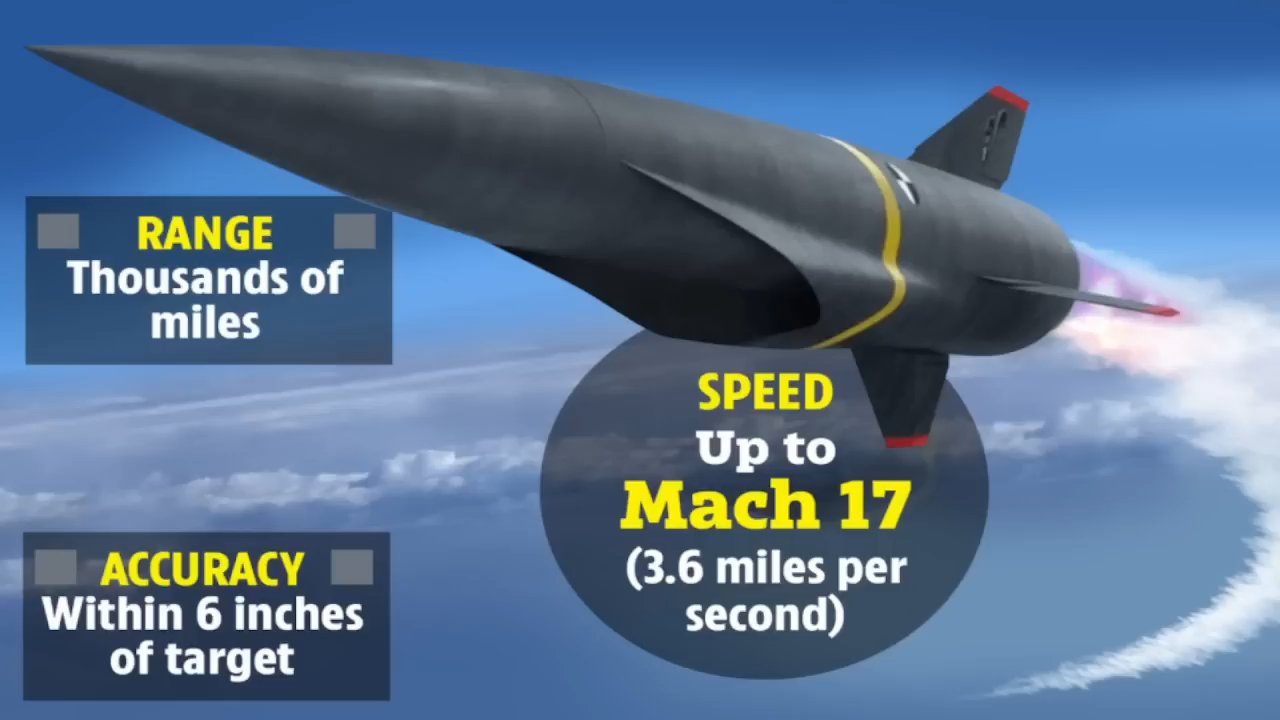 RANGE
Thousands of
miles
SPEED
Up to
Mach 17
(3.6 miles per
second)
ACCURACY
Within 6 inches
of target